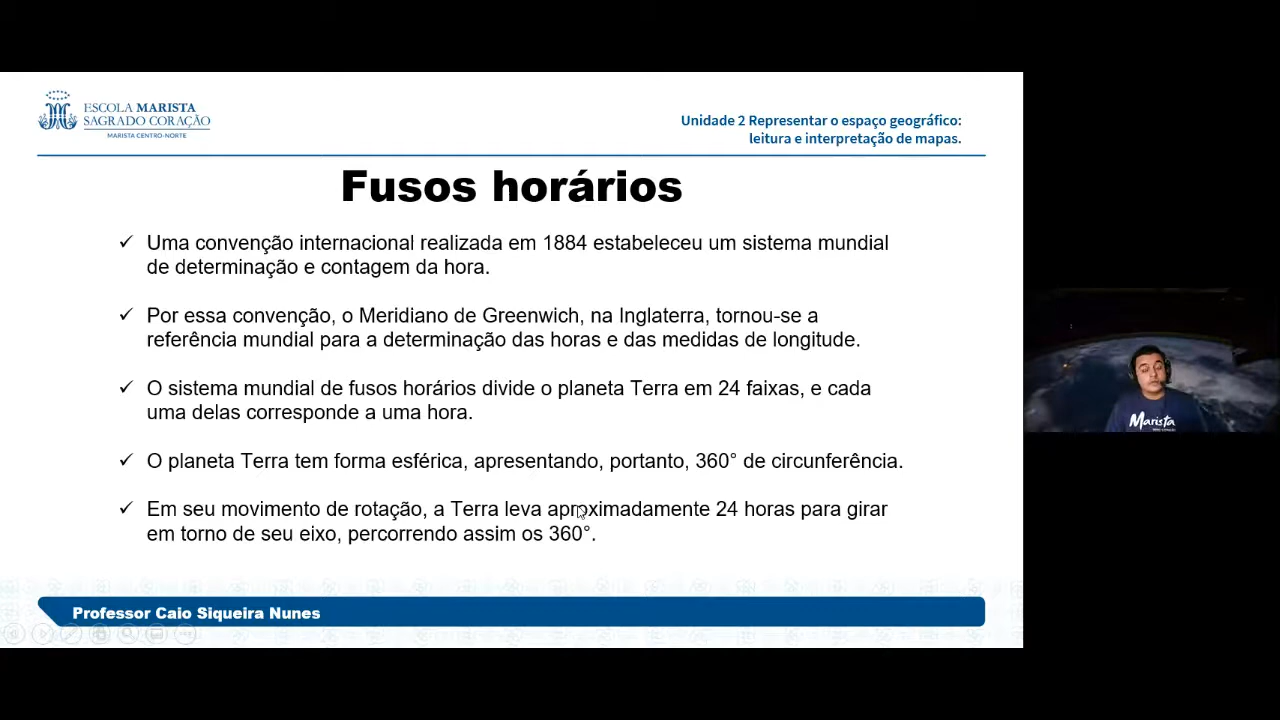 ESCOLA MARISTA
SAGRADO CORAÇÃO
MARISTA CENTRO-NORTE
Unidade 2 Representar o espaço geográfico:
leitura e interpretação de mapas.
Fusos horários
✓ Uma convenção internacional realizada em 1884 estabeleceu um sistema mundial
de determinação e contagem da hora.
✓ Por essa convenção, o Meridiano de Greenwich, na Inglaterra, tornou-se a
referência mundial para a determinação das horas e das medidas de longitude.
✓ O sistema mundial de fusos horários divide o planeta Terra em 24 faixas, e cada
uma delas corresponde a uma hora.
✓ O planeta Terra tem forma esférica, apresentando, portanto, 360° de circunferência.
✓ Em seu movimento de rotação, a Terra leva aproximadamente 24 horas para girar
em torno de seu eixo, percorrendo assim os 360°.
Professor Caio Siqueira Nunes
Marista